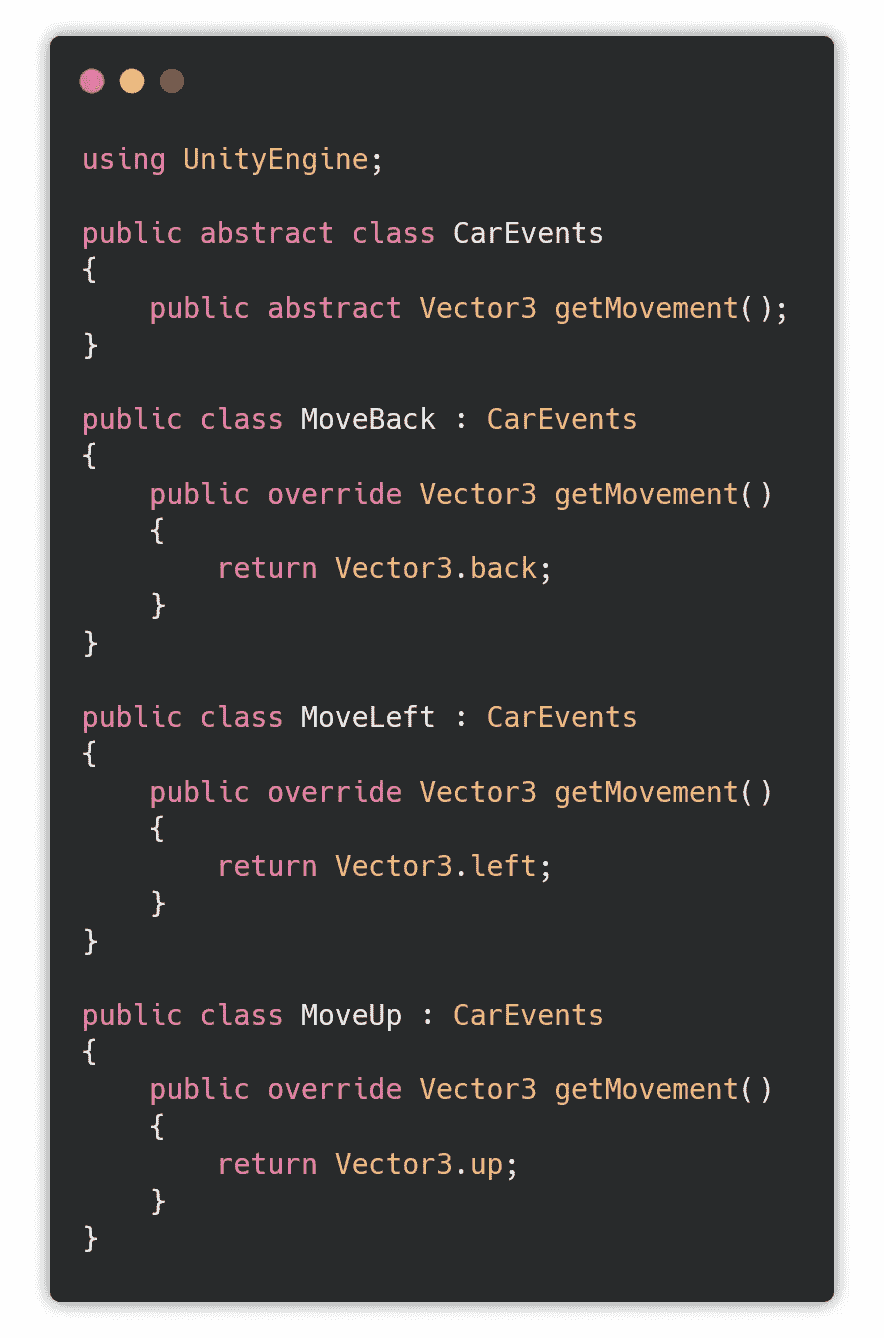 using UnityEngine;

public abstract class CarEvents
{
    public abstract Vector3 getMovement();
}

public class MoveBack : CarEvents
{
    public override Vector3 getMovement()
    {
        return Vector3.back;
    }
}

public class MoveLeft : CarEvents
{
    public override Vector3 getMovement()
    {
        return Vector3.left;
    }
}

public class MoveUp : CarEvents
{
    public override Vector3 getMovement()
    {
        return Vector3.up;
    }
}